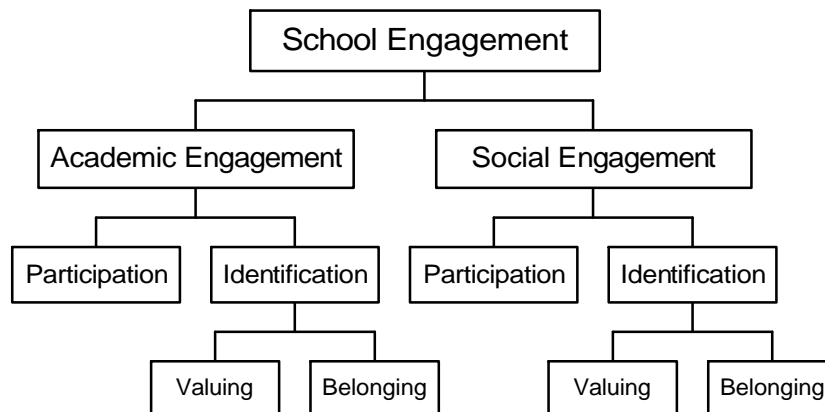 School Engagement
Academic Engagement
Social Engagement
Participation
Identification
Participation
Identification
Valuing
Belonging
Valuing
Belonging